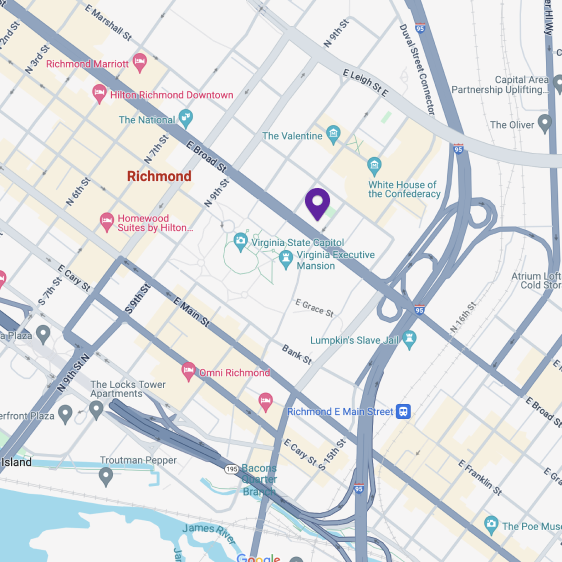 E Marshall St
2nd St
N 3rd St
Richmond Marriott
Hilton Richmond Downtown
The National
N 9th St
E Leigh St E
Duval Street Connector
95
Capital Area
Partnership Uplifting...
The Oliver
The Valentine
White House of
the Confederacy
95
E Broad St
N 7th St
N 9th St
Richmond
N 6th St
Homewood
Suites by Hilton...
Virginia State Capitol
Virginia Executive
Mansion
E Grace St
Atrium Loft
Cold Stor
E Cary St
S 7th St
S 9th St
E Main St
95
N 16th St
Lumpkin's Slave Jail
Bank St
a Plaza
N 9th St N
Omni Richmond
The Locks Tower
Apartments
erfront Plaza
Richmond E Main Street
E Broad St
E Cary St
S 15th St
Island
Troutman Pepper
195
Bacons
Quarter
Branch
95
E Franklin St
E Gra
The Poe Muse
James River
Jam
Google